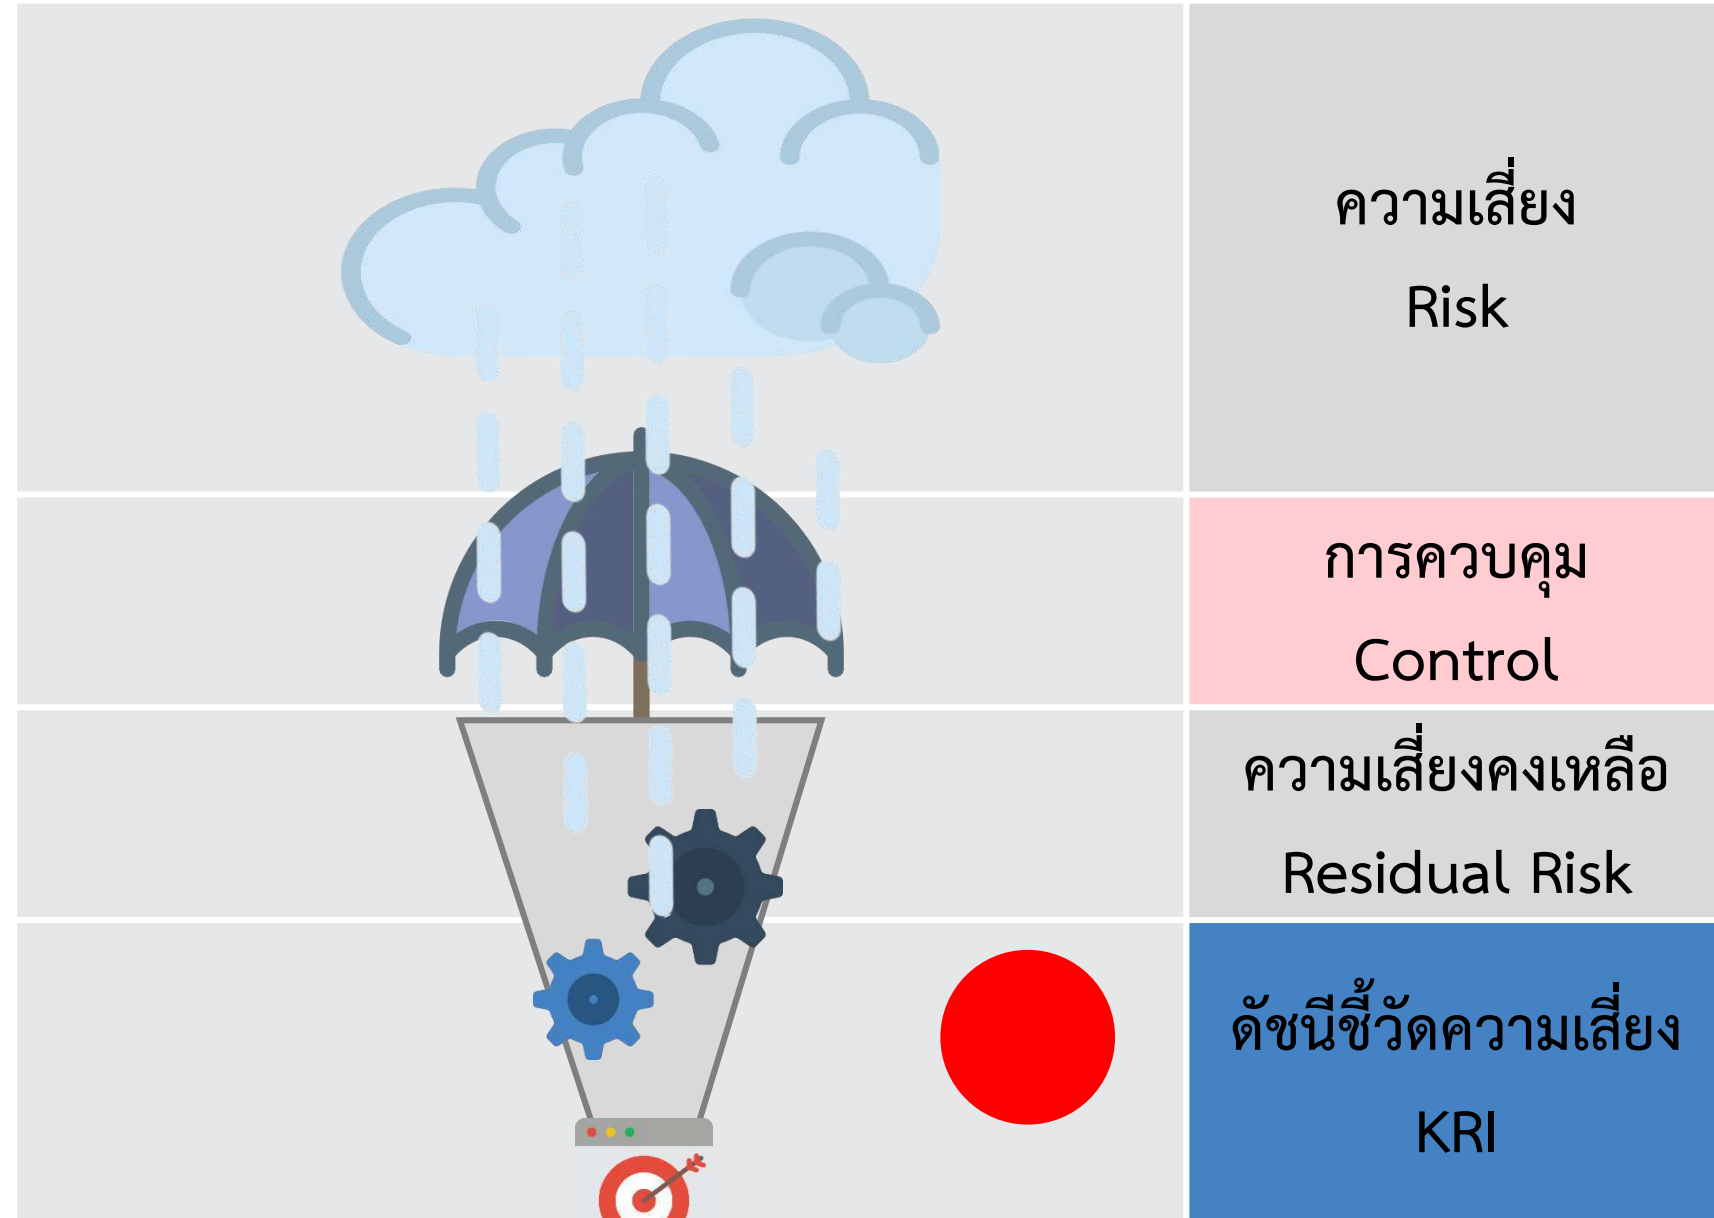 ความเสี่ยง
Risk
การควบคุม
Control
ความเสี่ยงคงเหลือ
Residual Risk
ดัชนีชี้วัดความเสี่ยง
KRI